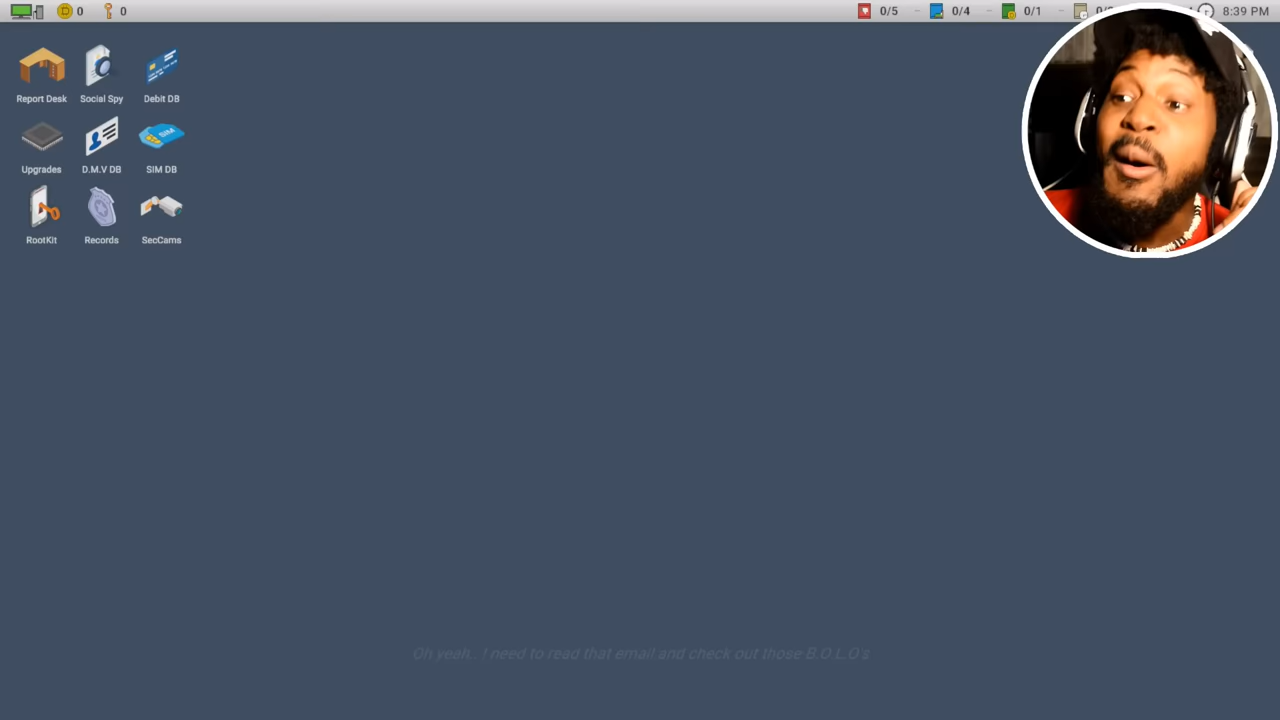 0 0 0/5 - 0/4 - 0/1 8:39 PM
Report Desk Social Spy Debit DB
SIM
Upgrades D.M.V DB SIM DB
RootKit Records SecCams
Oh yeah.. I need to read that email and check out those B.O.L.O's